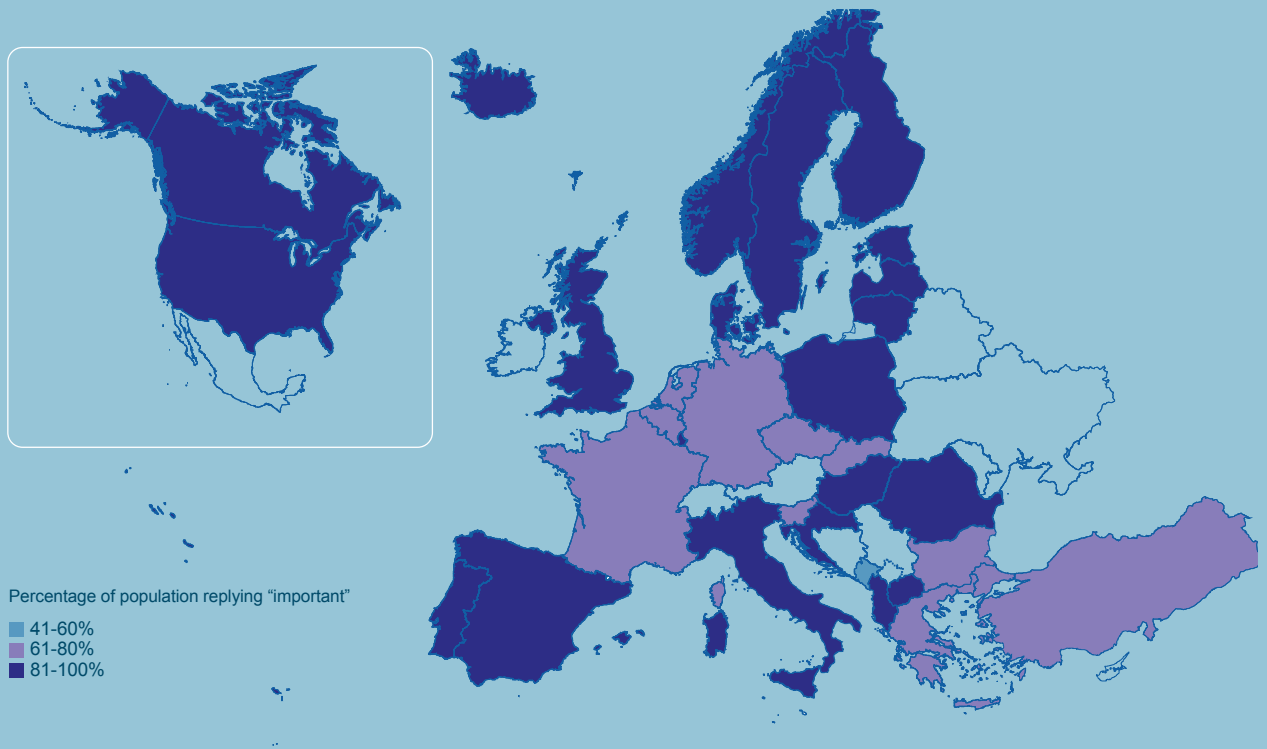 Percentage of population replying “important”
41-60%
61-80%
81-100%